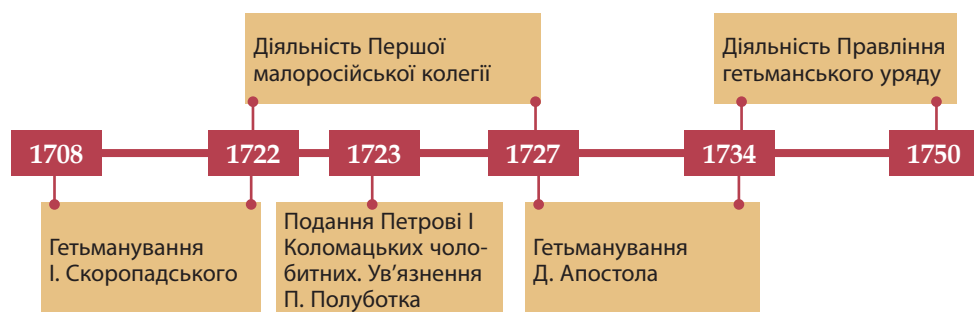 Діяльність Першої
малоросійської колегії
Діяльність Правління
гетьманського уряду
1708
1722
1723
1727
1734
1750
Гетьманування
І. Скоропадського
Подання Петрові І
Коломацьких чоло-
битних. Ув'язнення
П. Полуботка
Гетьманування
Д. Апостола